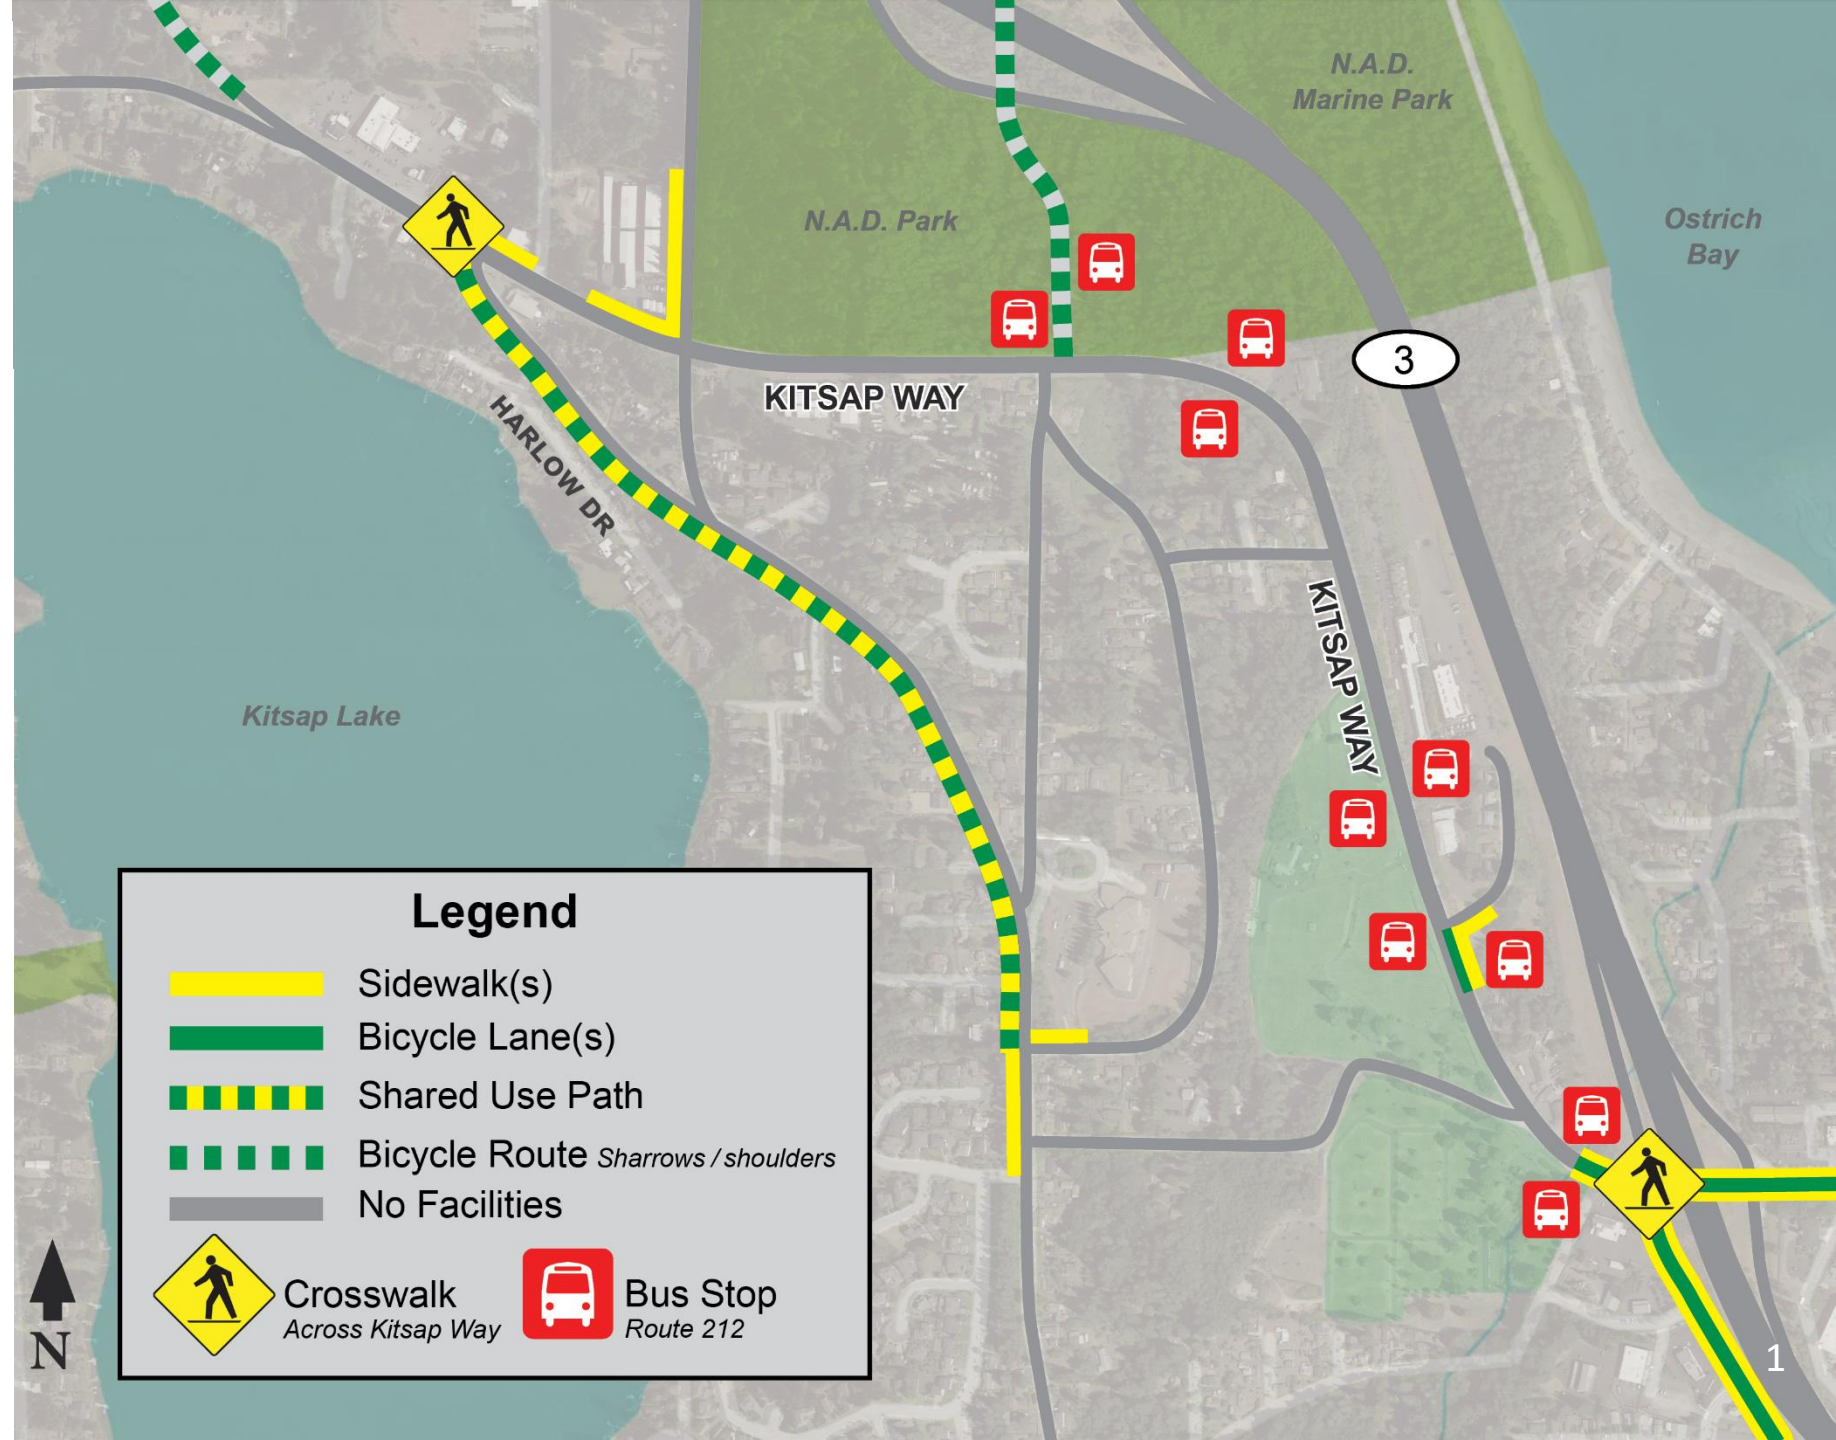 N.A.D.
Marine Park
N.A.D. Park
Ostrich
Bay
3
KITSAP WAY
HARLOW DR
KITSAP WAY
Kitsap Lake
Legend
Sidewalk(s)
Bicycle Lane(s)
Shared Use Path
Bicycle Route Sharrows / shoulders
No Facilities
Crosswalk
Across Kitsap Way
Bus Stop
Route 212
N
1